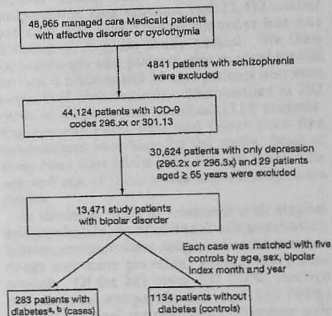 48,965 managed care Medicaid patients
with affective disorder or cyclothymia
4841 patients with schizophrenia
were excluded
44,124 patients with ICD-9
codes 296.xx or 301.13
30,624 patients with only depression
(296.2x or 296.3x) and 29 patients
aged ≥ 65 years were excluded
13,471 study patients
with bipolar disorder
Each case was matched with five
controls by age, sex, bipolar
index month and year
283 patients with
diabetesa, b (cases)
1134 patients without
diabetes (controls)